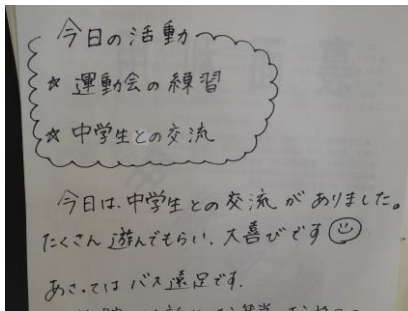 今日の活動
☆ 運動会の練習
☆ 中学生との交流
今日は、中学生との交流がありました。
たくさん遊んでもらい、大喜びです☺
あさってはバス遠足です。